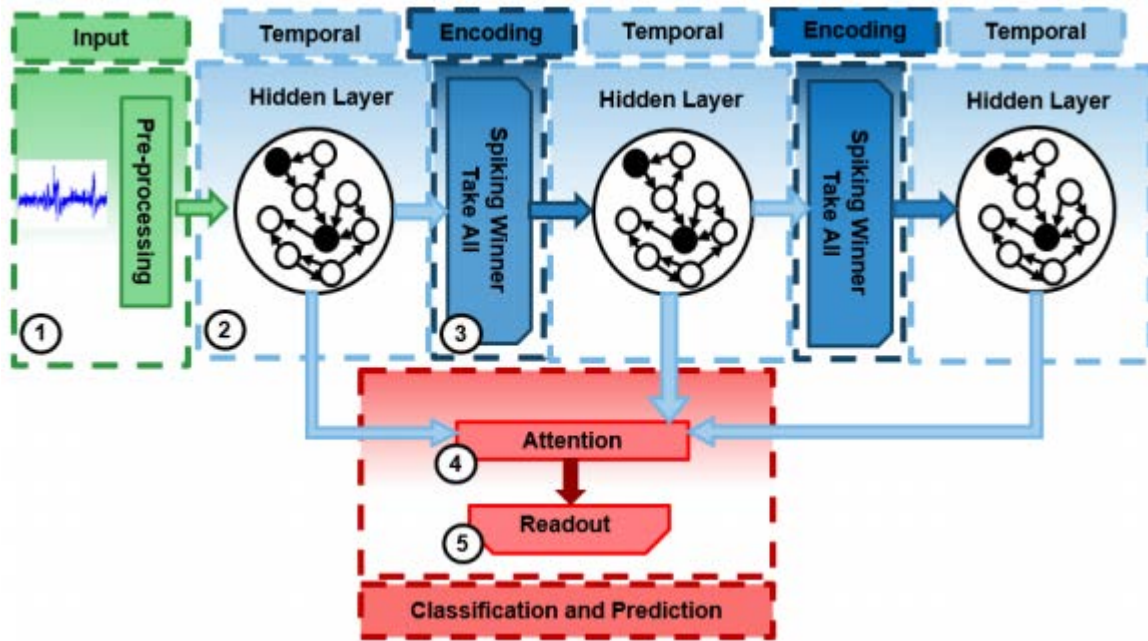 Input
Temporal
Encoding
Temporal
Encoding
Temporal
Pre-processing
Hidden Layer
Spiking Winner
Take All
Hidden Layer
Spiking Winner
Take All
Hidden Layer
1
2
3
Attention
4
Readout
5
Classification and Prediction